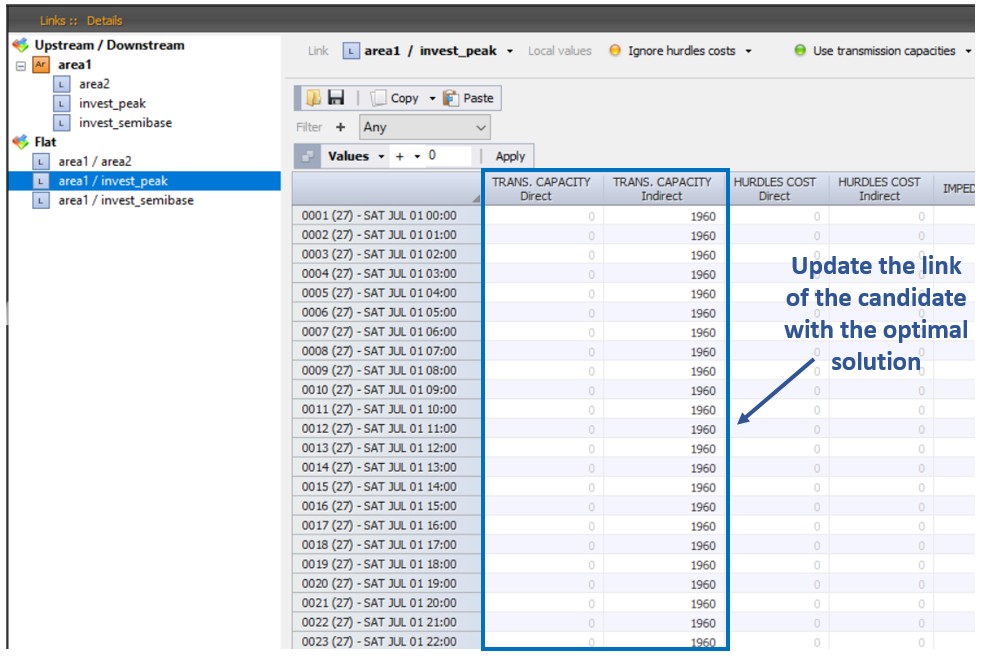 Links :: Details
Upstream / Downstream
Ar area1
L area2
L invest_peak
L invest_semibase
Flat
L area1 / area2
L area1 / invest_peak
L area1 / invest_semibase
Link L area1 / invest_peak Local values Ignore hurdles costs Use transmission capacities
Copy Paste
Filter + Any
Values + 0 Apply
TRANS. CAPACITY Direct TRANS. CAPACITY Indirect HURDLES COST Direct HURDLES COST Indirect IMPED
0001 (27) - SAT JUL 01 00:00 0 1960 0 0
0002 (27) - SAT JUL 01 01:00 0 1960 0 0
0003 (27) - SAT JUL 01 02:00 0 1960 0 0
0004 (27) - SAT JUL 01 03:00 0 1960 0 0
0005 (27) - SAT JUL 01 04:00 0 1960 0 0
0006 (27) - SAT JUL 01 05:00 0 1960 0 0
0007 (27) - SAT JUL 01 06:00 0 1960 0 0
0008 (27) - SAT JUL 01 07:00 0 1960 0 0
0009 (27) - SAT JUL 01 08:00 0 1960 0 0
0010 (27) - SAT JUL 01 09:00 0 1960 0 0
0011 (27) - SAT JUL 01 10:00 0 1960 0 0
0012 (27) - SAT JUL 01 11:00 0 1960 0 0
0013 (27) - SAT JUL 01 12:00 0 1960 0 0
0014 (27) - SAT JUL 01 13:00 0 1960 0 0
0015 (27) - SAT JUL 01 14:00 0 1960 0 0
0016 (27) - SAT JUL 01 15:00 0 1960 0 0
0017 (27) - SAT JUL 01 16:00 0 1960 0 0
0018 (27) - SAT JUL 01 17:00 0 1960 0 0
0019 (27) - SAT JUL 01 18:00 0 1960 0 0
0020 (27) - SAT JUL 01 19:00 0 1960 0 0
0021 (27) - SAT JUL 01 20:00 0 1960 0 0
0022 (27) - SAT JUL 01 21:00 0 1960 0 0
0023 (27) - SAT JUL 01 22:00 0 1960 0 0
Update the link
of the candidate
with the optimal
solution